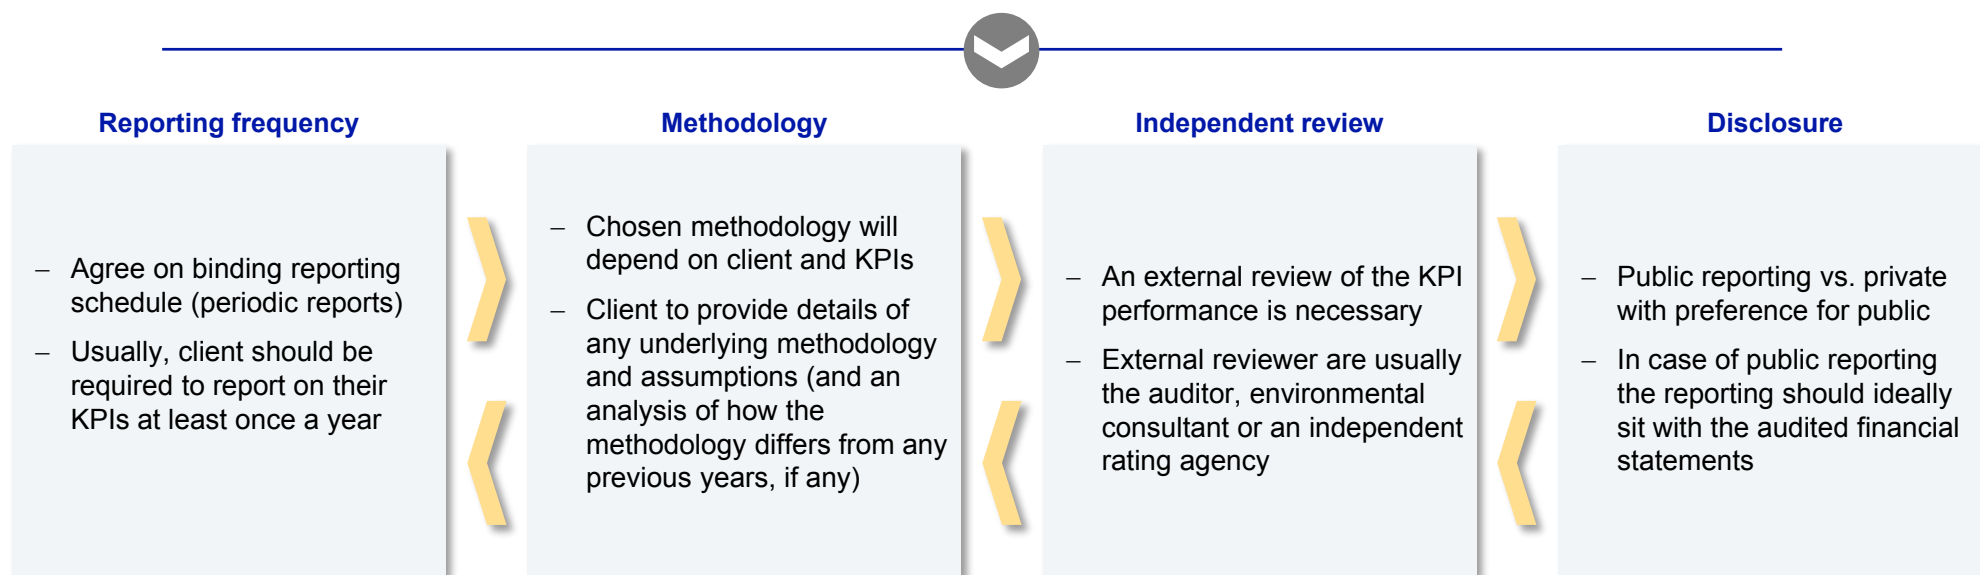 Reporting frequency
– Agree on binding reporting
schedule (periodic reports)
– Usually, client should be
required to report on their
KPIs at least once a year
Methodology
– Chosen methodology will
depend on client and KPIs
– Client to provide details of
any underlying methodology
and assumptions (and an
analysis of how the
methodology differs from any
previous years, if any)
Independent review
– An external review of the KPI
performance is necessary
– External reviewer are usually
the auditor, environmental
consultant or an independent
rating agency
Disclosure
– Public reporting vs. private
with preference for public
– In case of public reporting
the reporting should ideally
sit with the audited financial
statements